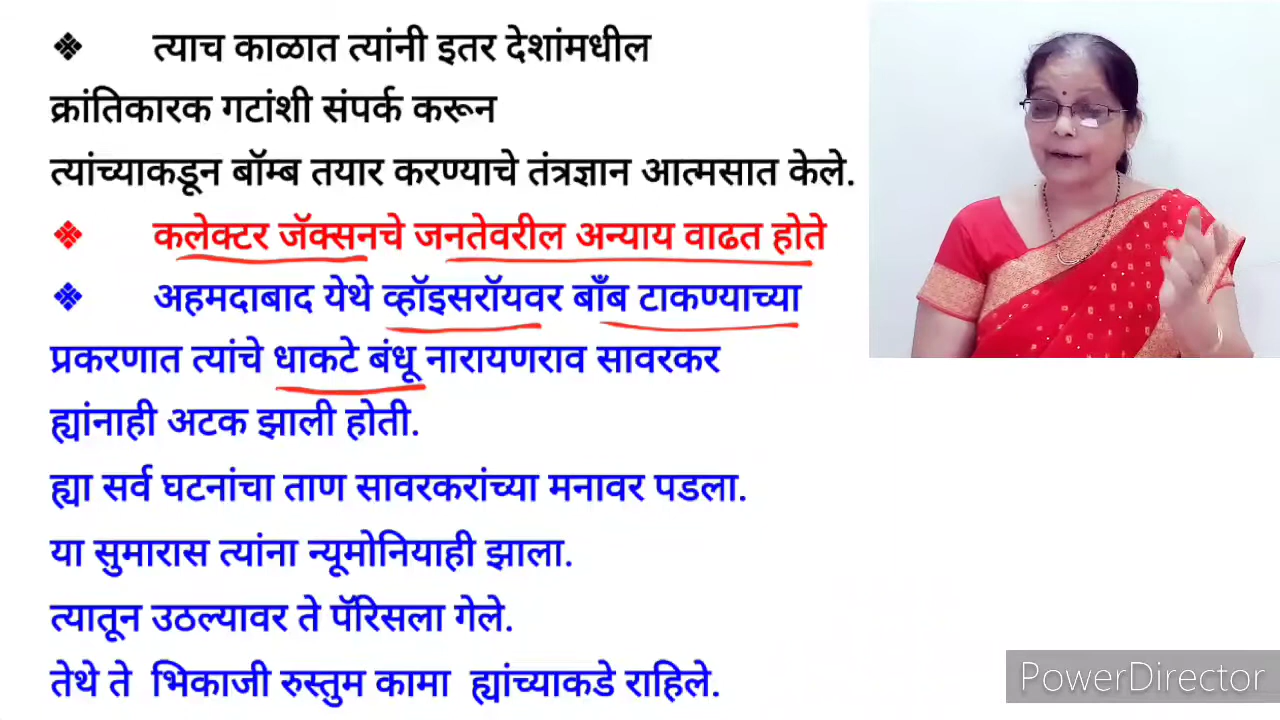 ❖ त्याच काळात त्यांनी इतर देशांमधील
क्रांतिकारक गटांशी संपर्क करून
त्यांच्याकडून बॉम्ब तयार करण्याचे तंत्रज्ञान आत्मसात केले.
❖ कलेक्टर जॅक्सनचे जनतेवरील अन्याय वाढत होते
❖ अहमदाबाद येथे व्हॉइसरॉयवर बाँब टाकण्याच्या
प्रकरणात त्यांचे धाकटे बंधू नारायणराव सावरकर
ह्यांनाही अटक झाली होती.
ह्या सर्व घटनांचा ताण सावरकरांच्या मनावर पडला.
या सुमारास त्यांना न्यूमोनियाही झाला.
त्यातून उठल्यावर ते पॅरिसला गेले.
तेथे ते भिकाजी रुस्तुम कामा ह्यांच्याकडे राहिले.
PowerDirector